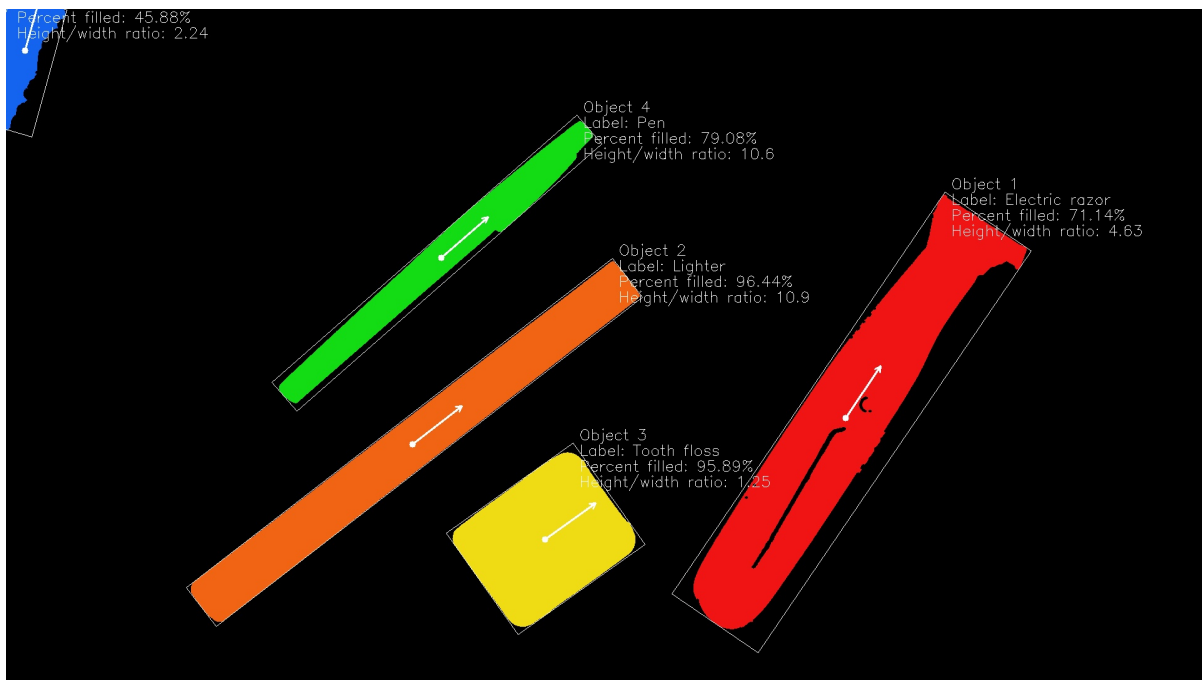 Percent filled: 45.88%
Height/width ratio: 2.24
Object 4
Label: Pen
Percent filled: 79.08%
Height/width ratio: 10.6
Object 1
Label: Electric razor
Percent filled: 71.14%
Height/width ratio: 4.63
Object 2
Label: Lighter
Percent filled: 96.44%
Height/width ratio: 10.9
Object 3
Label: Tooth floss
Percent filled: 95.89%
Height/width ratio: 1.25